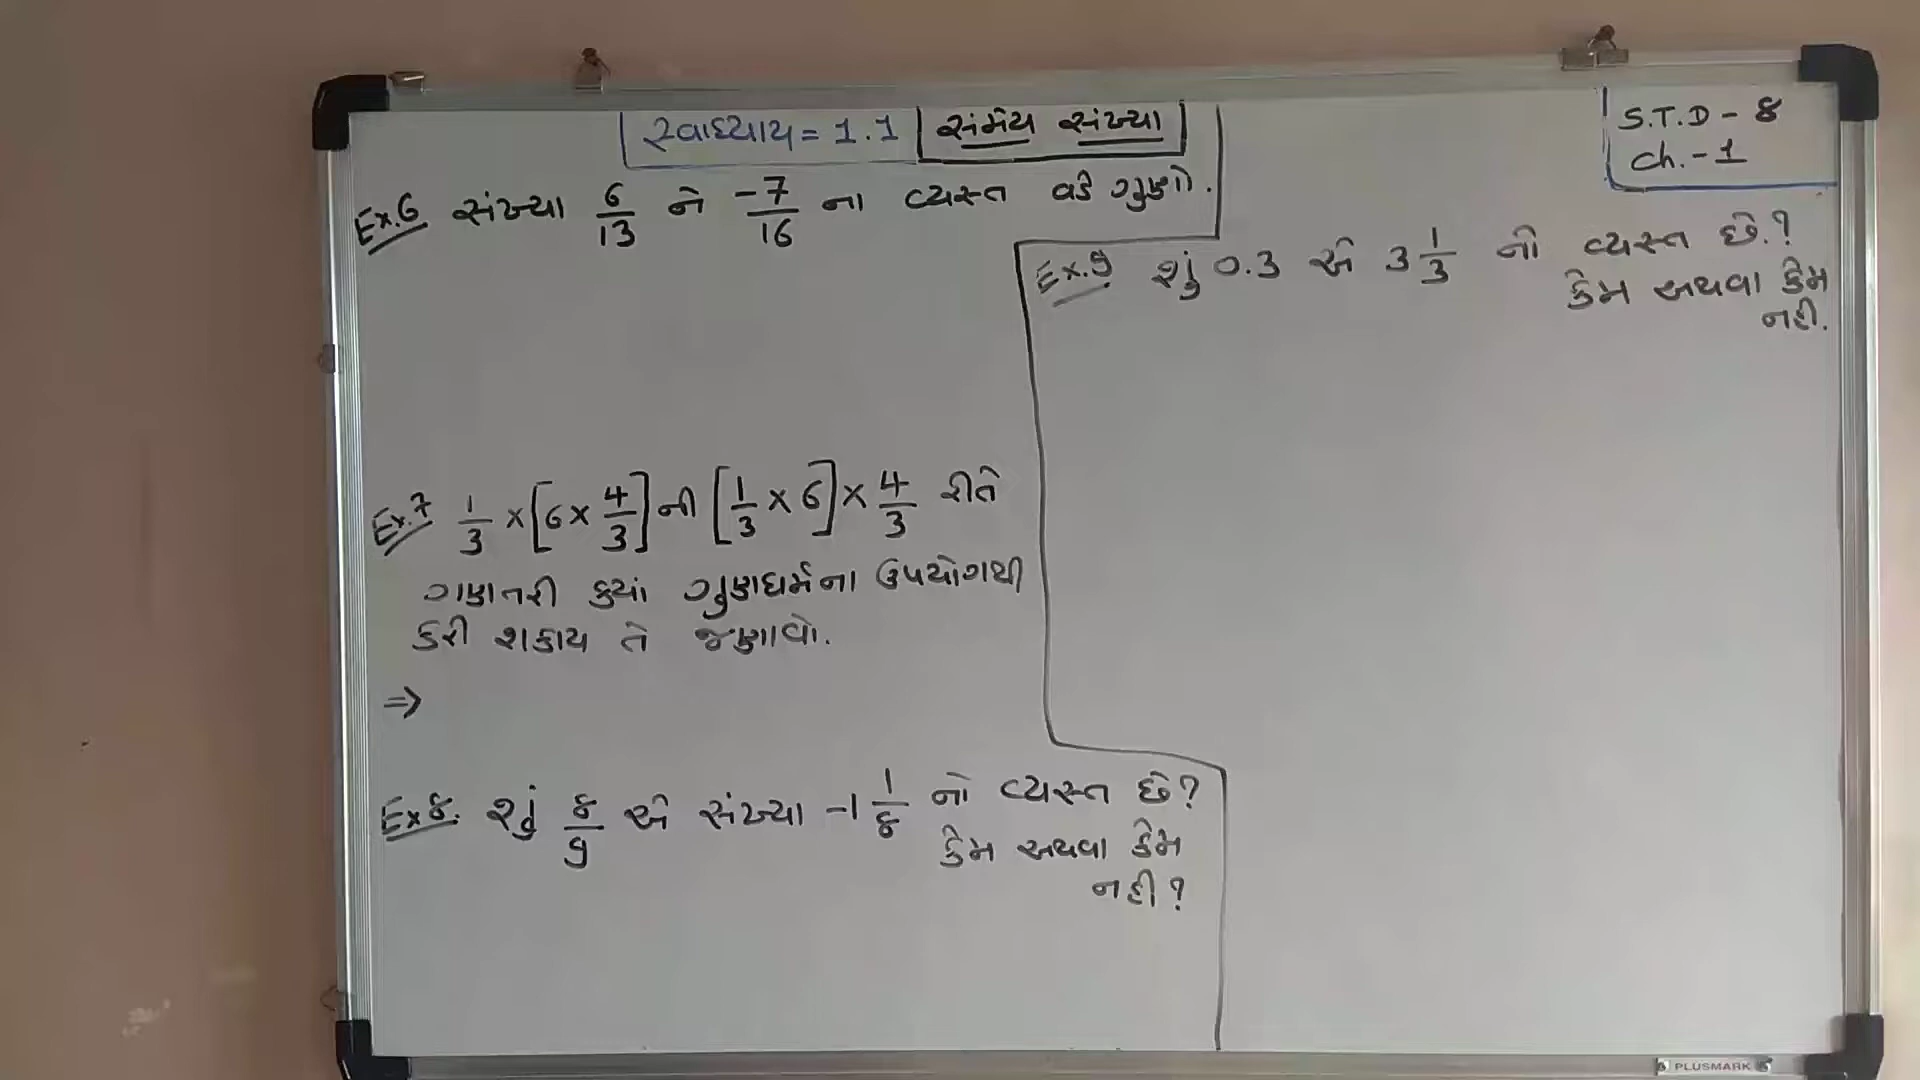 સ્વાધ્યાય = 1.1 સંમેય સંખ્યા
S.T.D - 8
Ch. - 1
Ex.6 સંખ્યા 6/13 ને -7/16 ના વ્યસ્ત વડે ગુણો.
Ex.7 1/3 × [6 × 4/3] ની [1/3 × 6] × 4/3 રીતે
ગણતરી ક્યાં ગુણધર્મના ઉપયોગથી
કરી શકાય તે જણાવો.
⇒
Ex 8. શું 8/9 એ સંખ્યા -1 1/8 નો વ્યસ્ત છે?
કેમ અથવા કેમ
નહી?
Ex.9 શું 0.3 એ 3 1/3 નો વ્યસ્ત છે.?
કેમ અથવા કેમ
નહી.
PLUSMARK